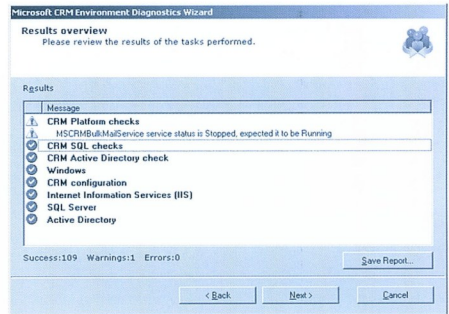 Microsoft CRM Environment Diagnostics Wizard
Results overview
Please review the results of the tasks performed.
Results
Message
CRM Platform checks
MSCRMBulkMailService service status is Stopped, expected it to be Running
CRM SQL checks
CRM Active Directory check
Windows
CRM configuration
Internet Information Services (IIS)
SQL Server
Active Directory
Success:109 Warnings:1 Errors:0
Save Report...
< Back Next > Cancel